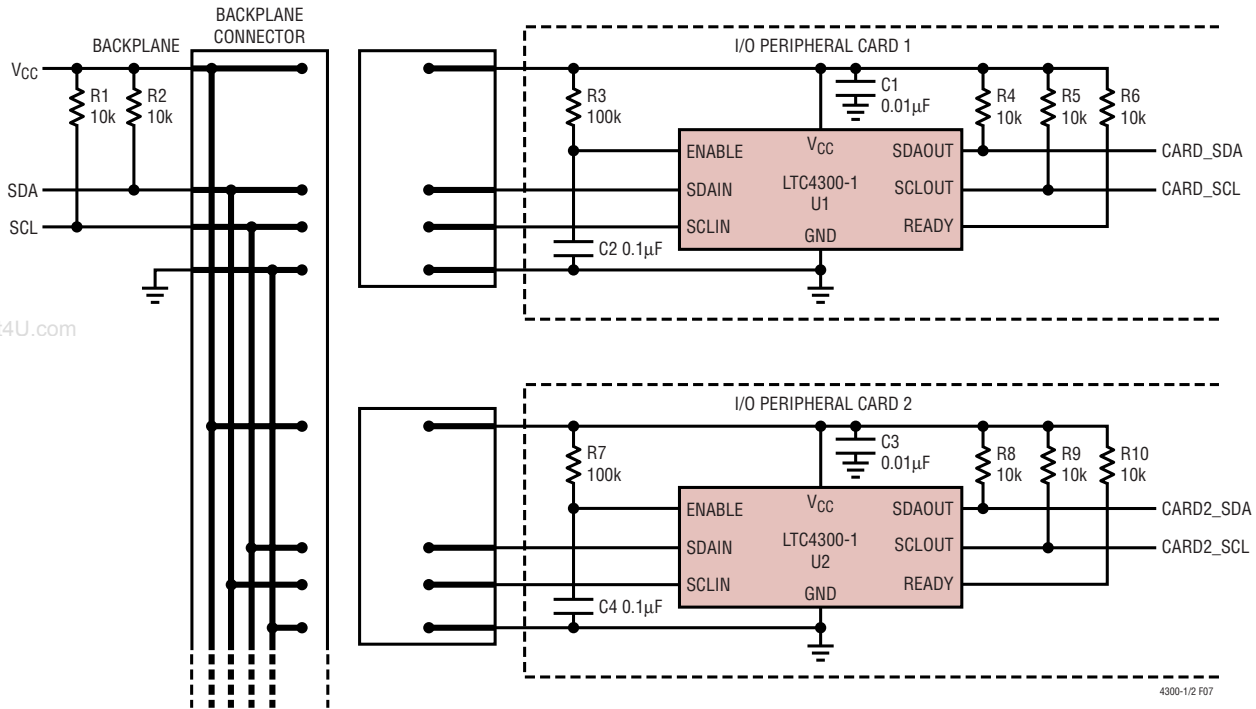 BACKPLANE
CONNECTOR
BACKPLANE
VCC
R1
10k
R2
10k
SDA
SCL
I/O PERIPHERAL CARD 1
R3
100k
C1
0.01µF
R4
10k
R5
10k
R6
10k
ENABLE
VCC
SDAOUT
CARD_SDA
SDAIN
LTC4300-1
U1
SCLOUT
CARD_SCL
SCLIN
GND
READY
C2 0.1µF
t4U.com
I/O PERIPHERAL CARD 2
R7
100k
C3
0.01µF
R8
10k
R9
10k
R10
10k
ENABLE
VCC
SDAOUT
CARD2_SDA
SDAIN
LTC4300-1
U2
SCLOUT
CARD2_SCL
SCLIN
GND
READY
C4 0.1µF
4300-1/2 F07